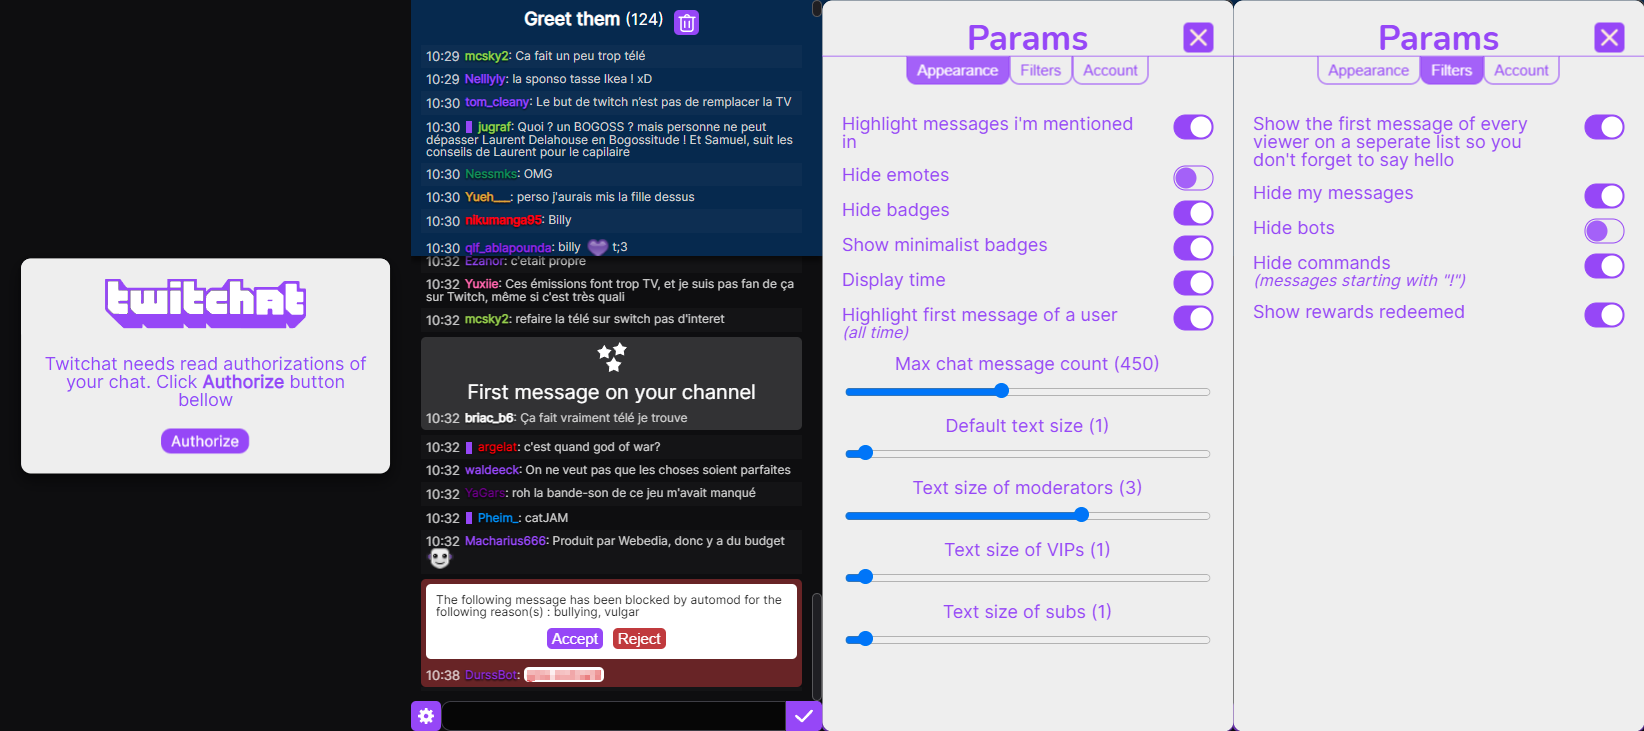 twitchat
Twitchat needs read authorizations of
your chat. Click Authorize button
bellow
Authorize
Greet them (124)
10:29 mcsky2: Ca fait un peu trop télé
10:29 Nelllyly: la sponso tasse Ikea ! xD
10:30 tom_cleany: Le but de twitch n'est pas de remplacer la TV
10:30 jugraf: Quoi ? un BOGOSS ? mais personne ne peut
dépasser Laurent Delahouse en Bogossitude ! Et Samuel, suit les
conseils de Laurent pour le capilaire
10:30 Nessmks: OMG
10:30 Yueh___: perso j'aurais mis la fille dessus
10:30 nikumanga95: Billy
10:30 qlf_ablapounda: billy t;3
10:32 Ezanor: c'etait propre
10:32 Yuxiie: Ces émissions font trop TV, et je suis pas fan de ça
sur Twitch, même si c'est très quali
10:32 mcsky2: refaire la télé sur switch pas d'interet
First message on your channel
10:32 briac_b6: Ça fait vraiment télé je trouve
10:32 argelat: c'est quand god of war?
10:32 waldeeck: On ne veut pas que les choses soient parfaites
10:32 YaGars: roh la bande-son de ce jeu m'avait manqué
10:32 Pheim_: catJAM
10:32 Macharius666: Produit par Webedia, donc y a du budget
The following message has been blocked by automod for the
following reason(s) : bullying, vulgar
Accept Reject
10:38 DurssBot:
Params
Appearance Filters Account
Highlight messages i'm mentioned
in
Hide emotes
Hide badges
Show minimalist badges
Display time
Highlight first message of a user
(all time)
Max chat message count (450)
Default text size (1)
Text size of moderators (3)
Text size of VIPs (1)
Text size of subs (1)
Params
Appearance Filters Account
Show the first message of every
viewer on a seperate list so you
don't forget to say hello
Hide my messages
Hide bots
Hide commands
(messages starting with "!")
Show rewards redeemed